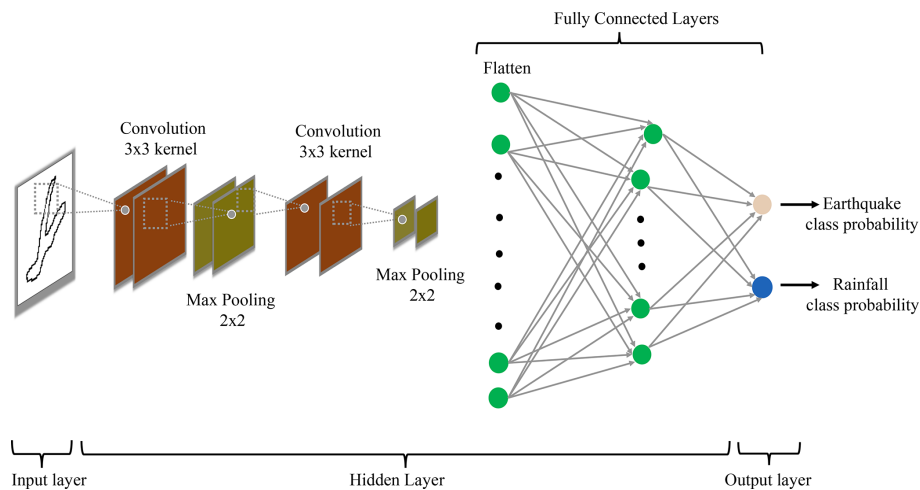 Fully Connected Layers
Flatten
Convolution
3x3 kernel
Convolution
3x3 kernel
Max Pooling
2x2
Max Pooling
2x2
Earthquake
class probability
Rainfall
class probability
Input layer
Hidden Layer
Output layer